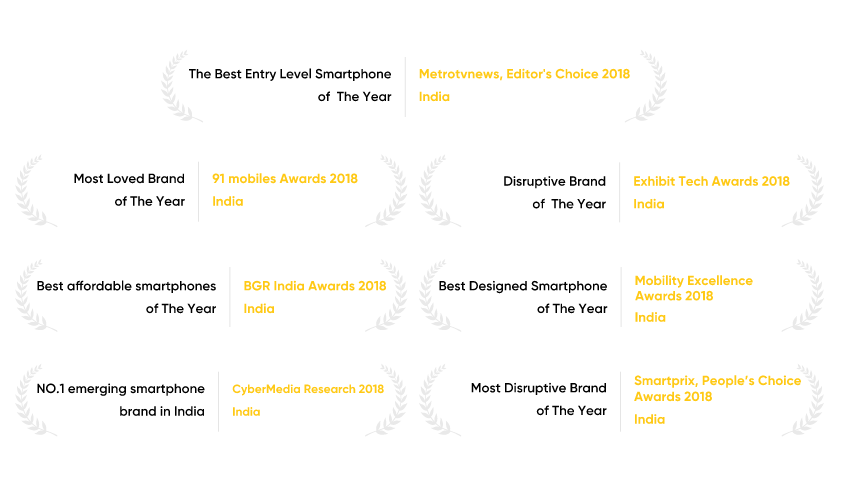 The Best Entry Level Smartphone
of The Year
Metrotvnews, Editor's Choice 2018
India
Most Loved Brand
of The Year
91 mobiles Awards 2018
India
Disruptive Brand
of The Year
Exhibit Tech Awards 2018
India
Best affordable smartphones
of The Year
BGR India Awards 2018
India
Best Designed Smartphone
of The Year
Mobility Excellence
Awards 2018
India
NO.1 emerging smartphone
brand in India
CyberMedia Research 2018
India
Most Disruptive Brand
of The Year
Smartprix, People’s Choice
Awards 2018
India